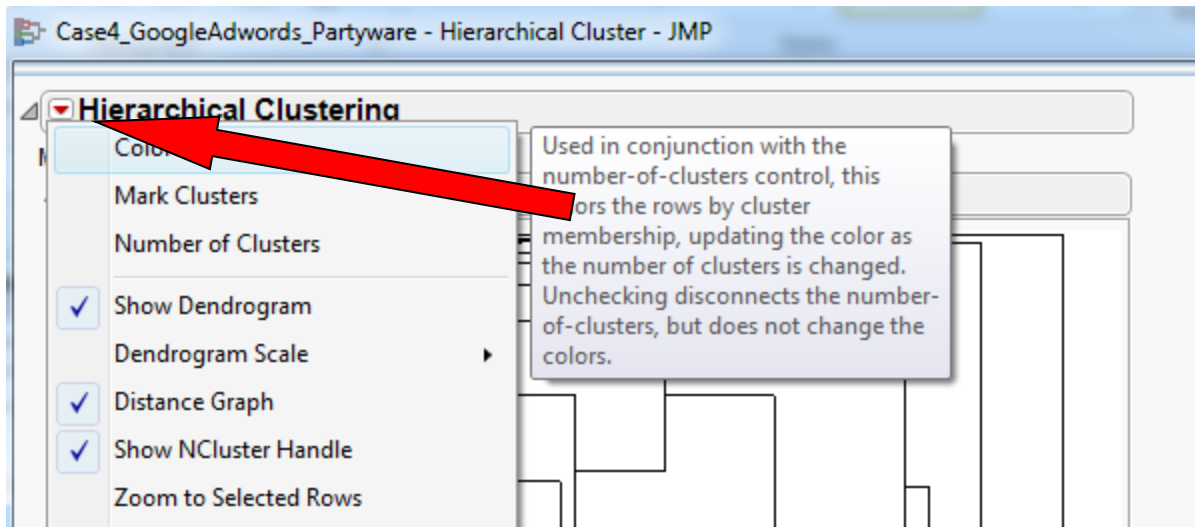 Case4_GoogleAdwords_Partyware - Hierarchical Cluster - JMP
Hierarchical Clustering
Mark Clusters
Number of Clusters
Show Dendrogram
Dendrogram Scale
Distance Graph
Show NCluster Handle
Zoom to Selected Rows
Used in conjunction with the
number-of-clusters control, this
the rows by cluster
membership, updating the color as
the number of clusters is changed.
Unchecking disconnects the number-
of-clusters, but does not change the
colors.